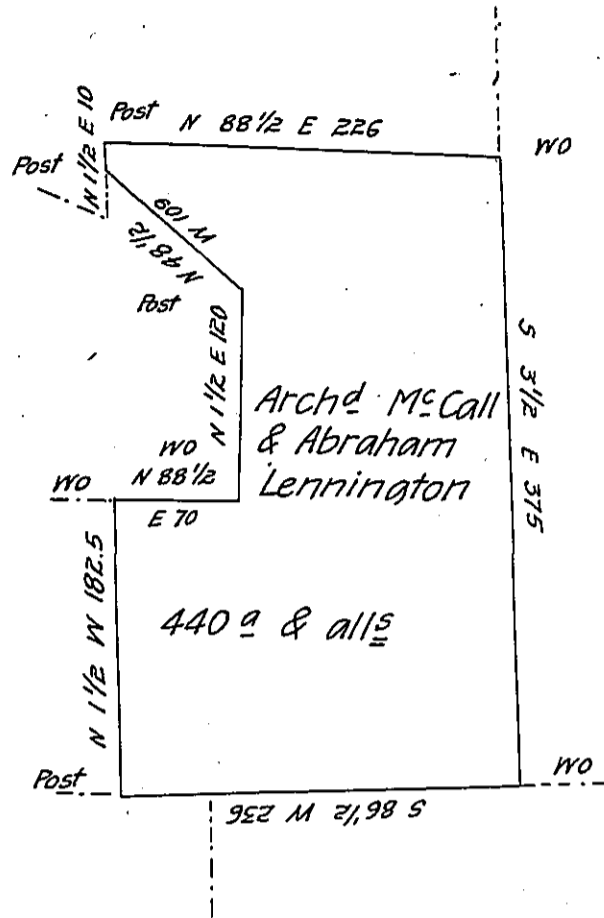 N 1 1/2 E 10
Post
N 88 1/2 E 226
WO
Post
N 48 1/2
W 109
Post
N 1 1/2 E 120
S 3 1/2 E 375
Archd McCall
& Abraham
Lennington
WO
WO
N 88 1/2
E 70
N 1 1/2 W 182.5
440 a & alls
Post
WO
S 86 1/2 W 236